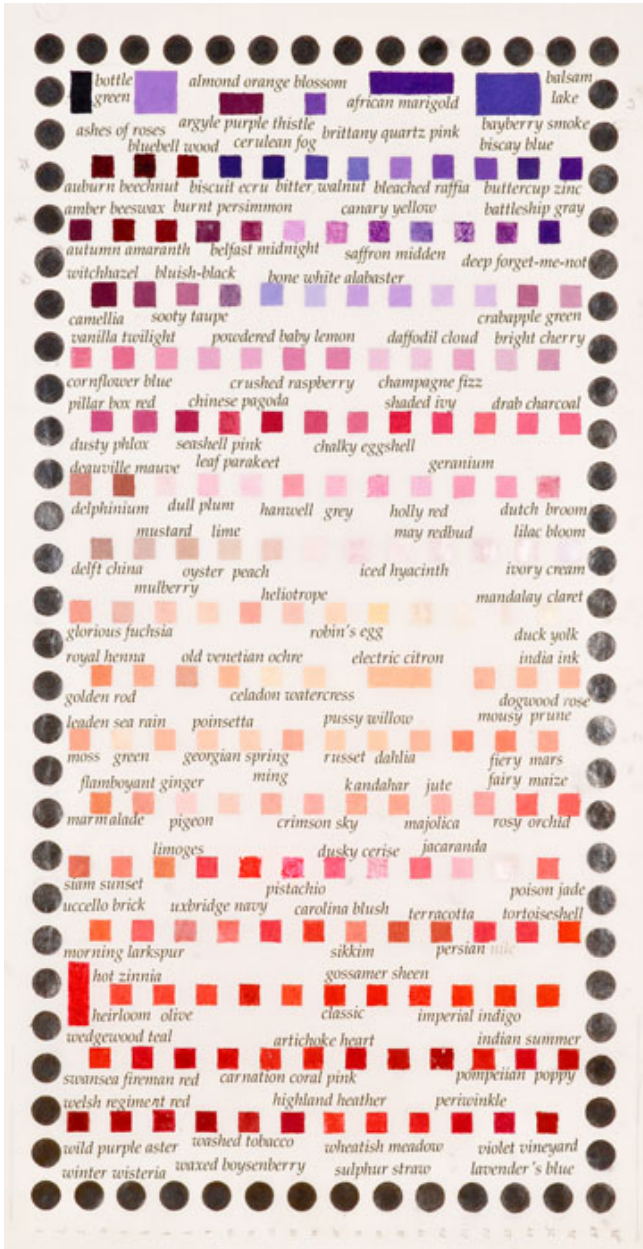 bottle almond orange blossom balsam
green african marigold lake
ashes of roses argyle purple thistle brittany quartz pink bayberry smoke
bluebell wood cerulean fog biscay blue
auburn beechnut biscuit ecru bitter walnut bleached raffia buttercup zinc
amber beeswax burnt persimmon canary yellow battleship gray
autumn amaranth belfast midnight saffron midden deep forget-me-not
witchhazel bluish-black bone white alabaster
camellia sooty taupe crabapple green
vanilla twilight powdered baby lemon daffodil cloud bright cherry
cornflower blue crushed raspberry champagne fizz
pillar box red chinese pagoda shaded ivy drab charcoal
dusty phlox seashell pink chalky eggshell
deauville mauve leaf parakeet geranium
delphinium dull plum hanwell grey holly red dutch broom
mustard lime may redbud lilac bloom
delft china oyster peach iced hyacinth ivory cream
mulberry heliotrope mandalay claret
glorious fuchsia robin's egg duck yolk
royal henna old venetian ochre electric citron india ink
golden rod celadon watercress dogwood rose
leaden sea rain poinsetta pussy willow mousy prune
moss green georgian spring russet dahlia fiery mars
flamboyant ginger ming kandahar jute fairy maize
marmalade pigeon crimson sky majolica rosy orchid
limoges dusky cerise jacaranda
siam sunset pistachio poison jade
uccello brick uxbridge navy carolina blush terracotta tortoiseshell
morning larkspur sikkim persian nile
hot zinnia gossamer sheen
heirloom olive classic imperial indigo
wedgewood teal artichoke heart indian summer
swansea fireman red carnation coral pink pompeiian poppy
welsh regiment red highland heather periwinkle
wild purple aster washed tobacco wheatish meadow violet vineyard
winter wisteria waxed boysenberry sulphur straw lavender's blue